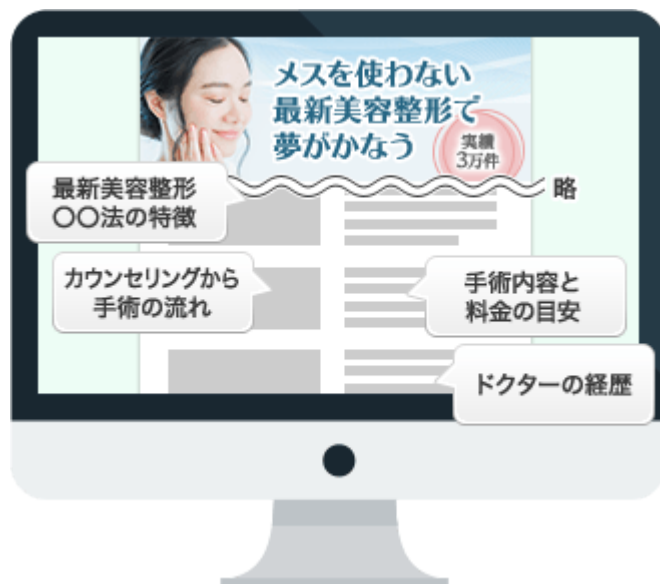 メスを使わない
最新美容整形で
夢がかなう
実績
3万件
略
最新美容整形
〇〇法の特徴
カウンセリングから
手術の流れ
手術内容と
料金の目安
ドクターの経歴